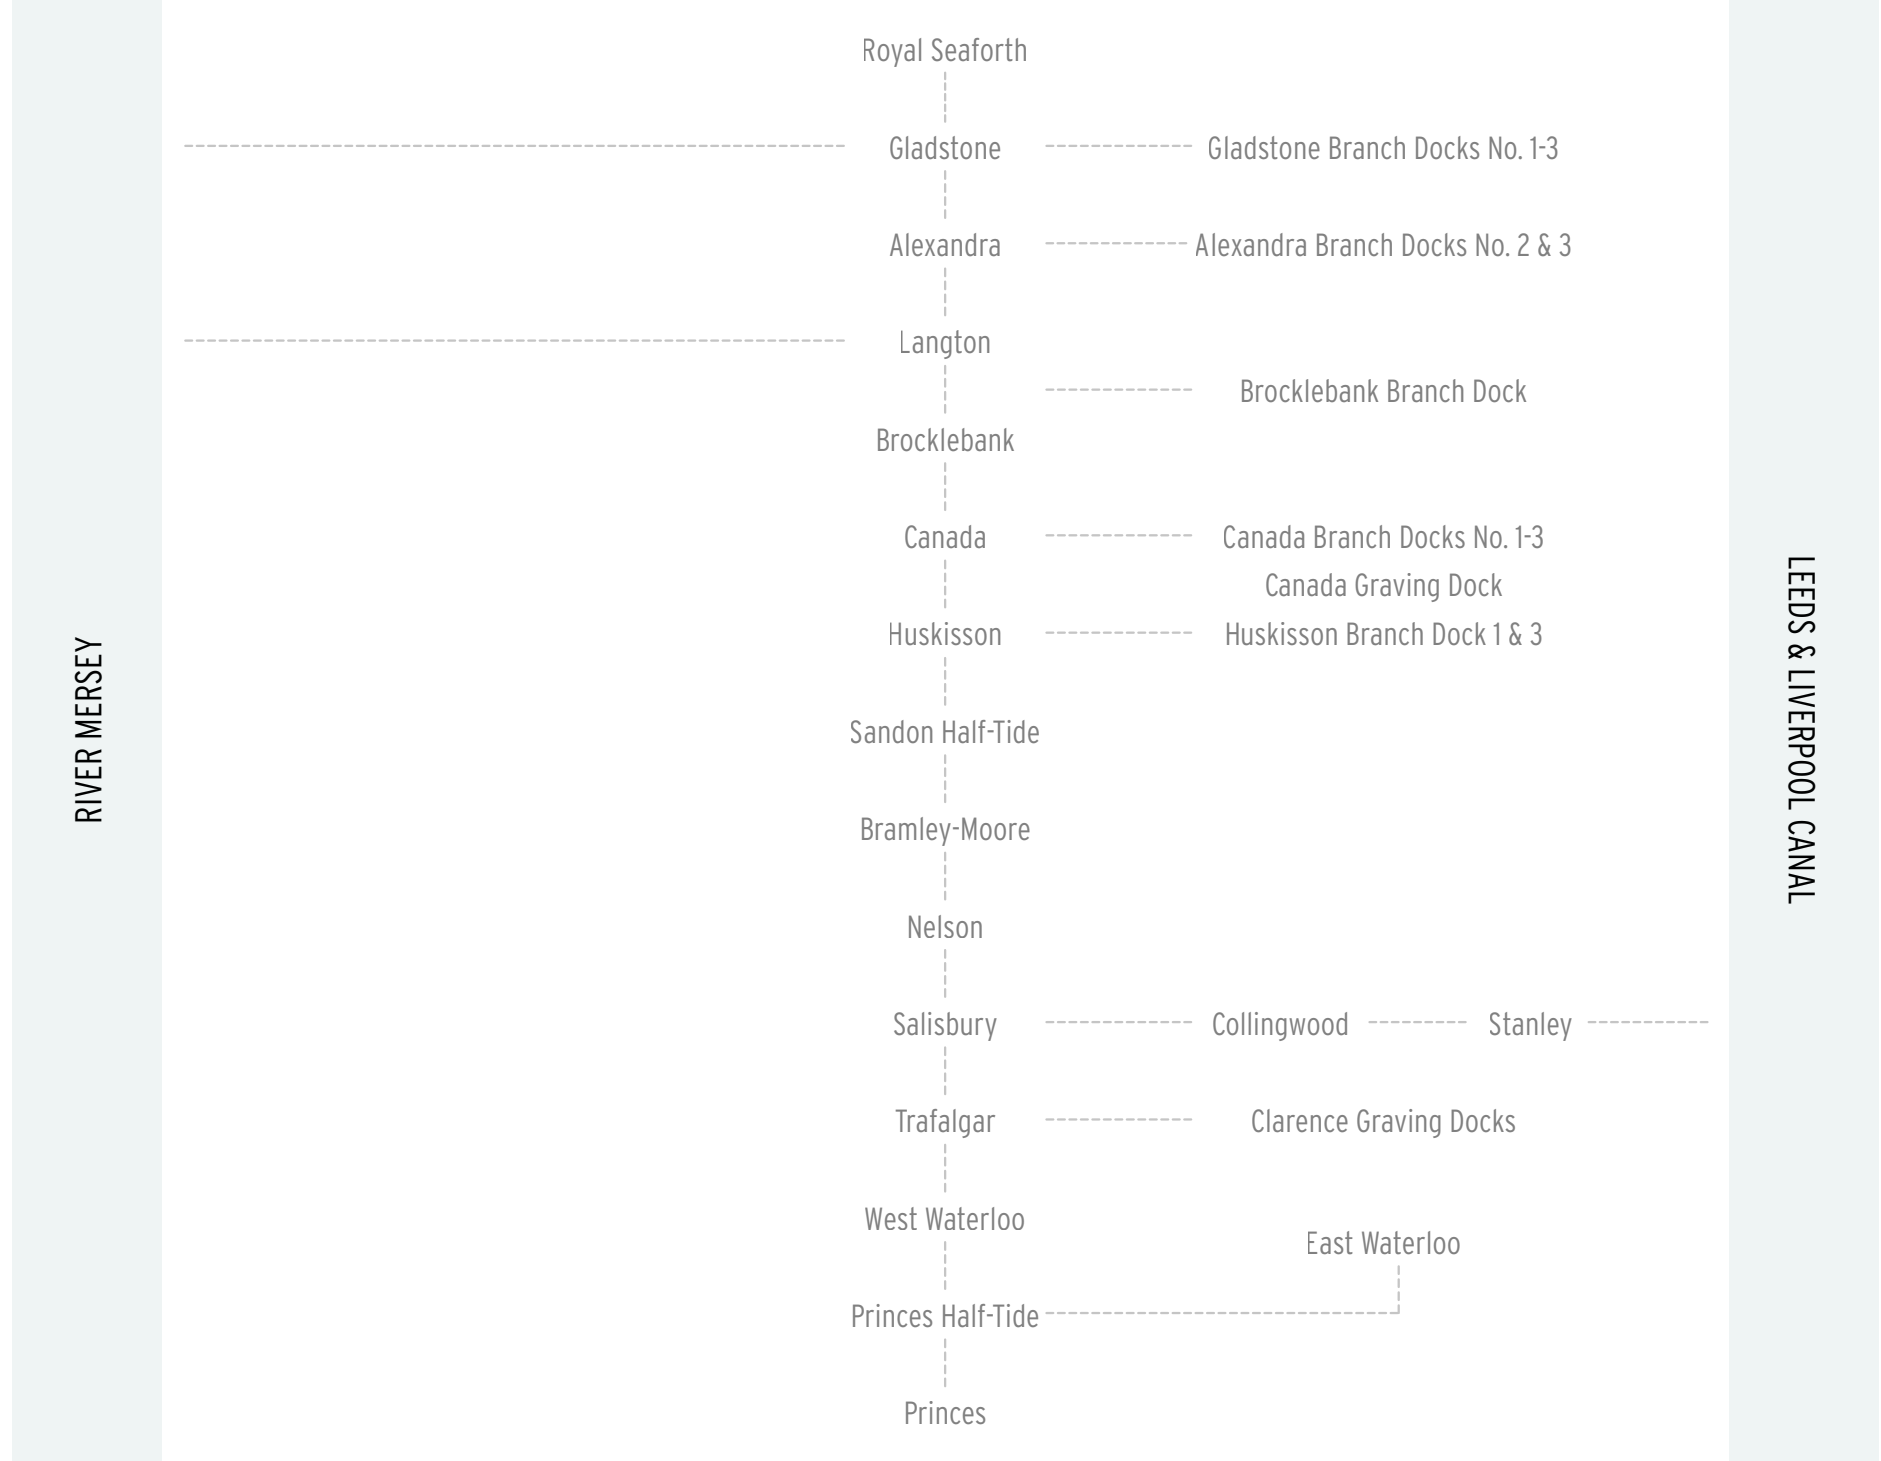 Royal Seaforth
Gladstone
Gladstone Branch Docks No. 1-3
Alexandra
Alexandra Branch Docks No. 2 & 3
Langton
Brocklebank Branch Dock
Brocklebank
Canada
Canada Branch Docks No. 1-3
Canada Graving Dock
Huskisson
Huskisson Branch Dock 1 & 3
Sandon Half-Tide
Bramley-Moore
Nelson
Salisbury
Collingwood
Stanley
Trafalgar
Clarence Graving Docks
West Waterloo
East Waterloo
Princes Half-Tide
Princes
RIVER MERSEY
LEEDS & LIVERPOOL CANAL